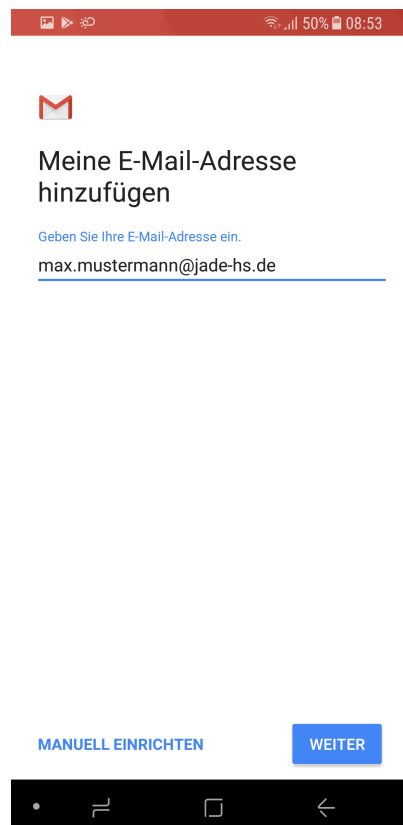 50% 08:53
Meine E-Mail-Adresse
hinzufügen
Geben Sie Ihre E-Mail-Adresse ein.
max.mustermann@jade-hs.de
MANUELL EINRICHTEN WEITER